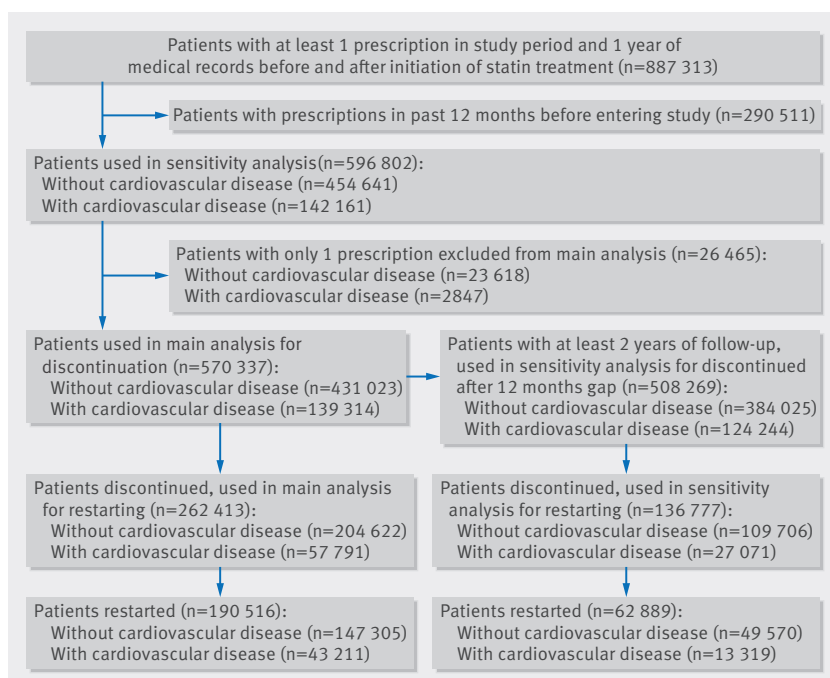 Patients with at least 1 prescription in study period and 1 year of
medical records before and after initiation of statin treatment (n=887 313)
Patients with prescriptions in past 12 months before entering study (n=290 511)
Patients used in sensitivity analysis(n=596 802):
Without cardiovascular disease (n=454 641)
With cardiovascular disease (n=142 161)
Patients with only 1 prescription excluded from main analysis (n=26 465):
Without cardiovascular disease (n=23 618)
With cardiovascular disease (n=2847)
Patients used in main analysis for
discontinuation (n=570 337):
Without cardiovascular disease (n=431 023)
With cardiovascular disease (n=139 314)
Patients with at least 2 years of follow-up,
used in sensitivity analysis for discontinued
after 12 months gap (n=508 269):
Without cardiovascular disease (n=384 025)
With cardiovascular disease (n=124 244)
Patients discontinued, used in main analysis
for restarting (n=262 413):
Without cardiovascular disease (n=204 622)
With cardiovascular disease (n=57 791)
Patients discontinued, used in sensitivity
analysis for restarting (n=136 777):
Without cardiovascular disease (n=109 706)
With cardiovascular disease (n=27 071)
Patients restarted (n=190 516):
Without cardiovascular disease (n=147 305)
With cardiovascular disease (n=43 211)
Patients restarted (n=62 889):
Without cardiovascular disease (n=49 570)
With cardiovascular disease (n=13 319)